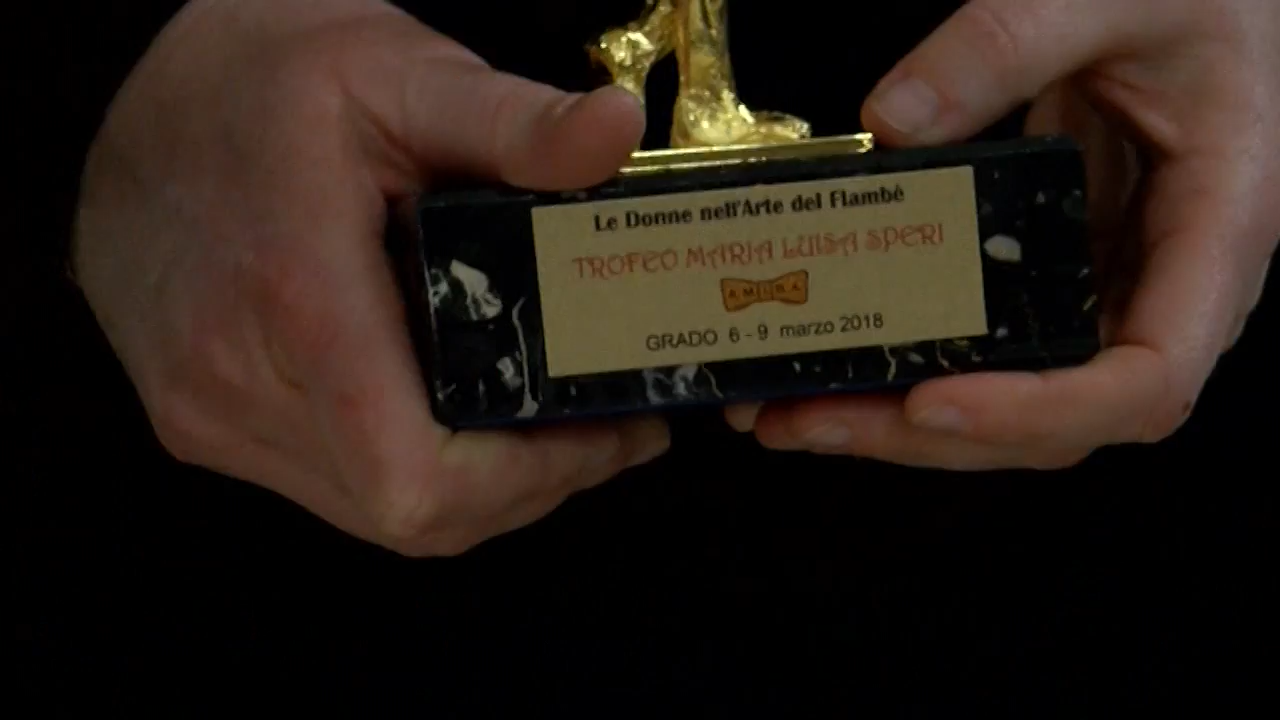 Le Donne nell'Arte del Flambè
TROFEO MARIA LUISA SPERI
A.M.I.R.A.
GRADO 6 - 9 marzo 2018